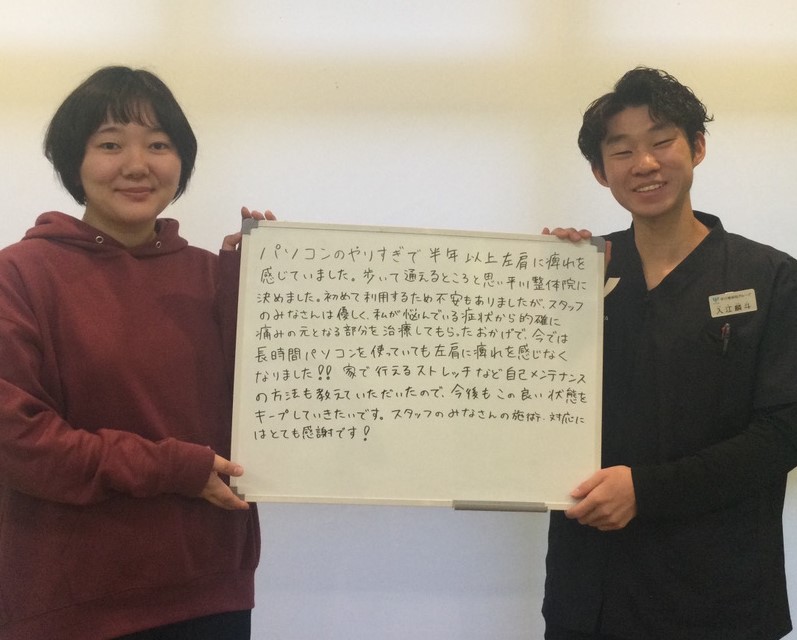 パソコンのやりすぎで半年以上左肩に痺れを
感じていました。歩いて通えるところと思い平川整体院に
決めました。初めて利用するため不安もありましたが、スタッフ
のみなさんは優しく、私が悩んでいる症状から的確に
痛みの元となる部分を治療してもらったおかげで、今では
長時間パソコンを使っていても左肩に痺れを感じなく
なりました!! 家で行えるストレッチなど自己メンテナンス
の方法も教えていただいたので、今後もこの良い状態を
キープしていきたいです。スタッフのみなさんの施術、対応に
はとても感謝です!
入江